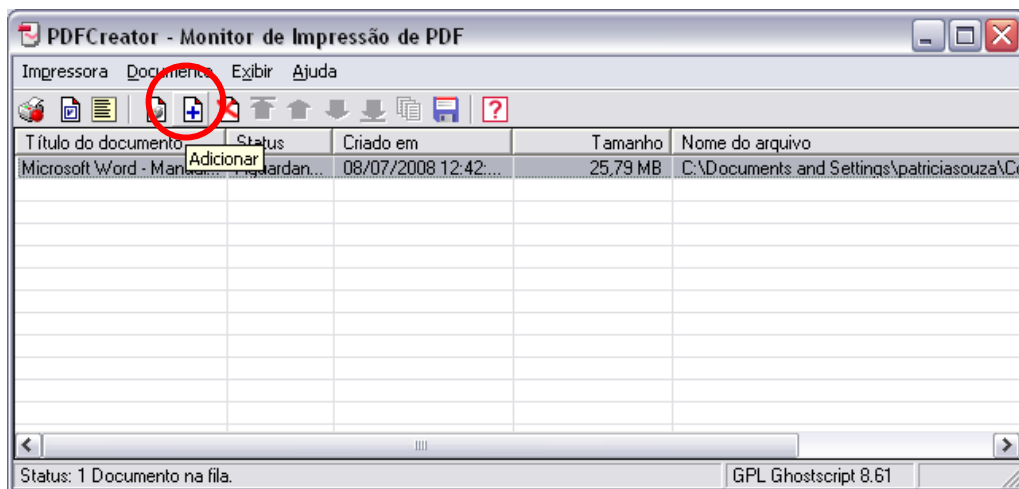 PDFCreator - Monitor de Impressão de PDF
Impressora Documento Exibir Ajuda
Título do documento Status Criado em Tamanho Nome do arquivo
Adicionar
Microsoft Word - Manual... 08/07/2008 12:42:... 25,79 MB C:\Documents and Settings\patriciasouza\Co
Status: 1 Documento na fila. GPL Ghostscript 8.61